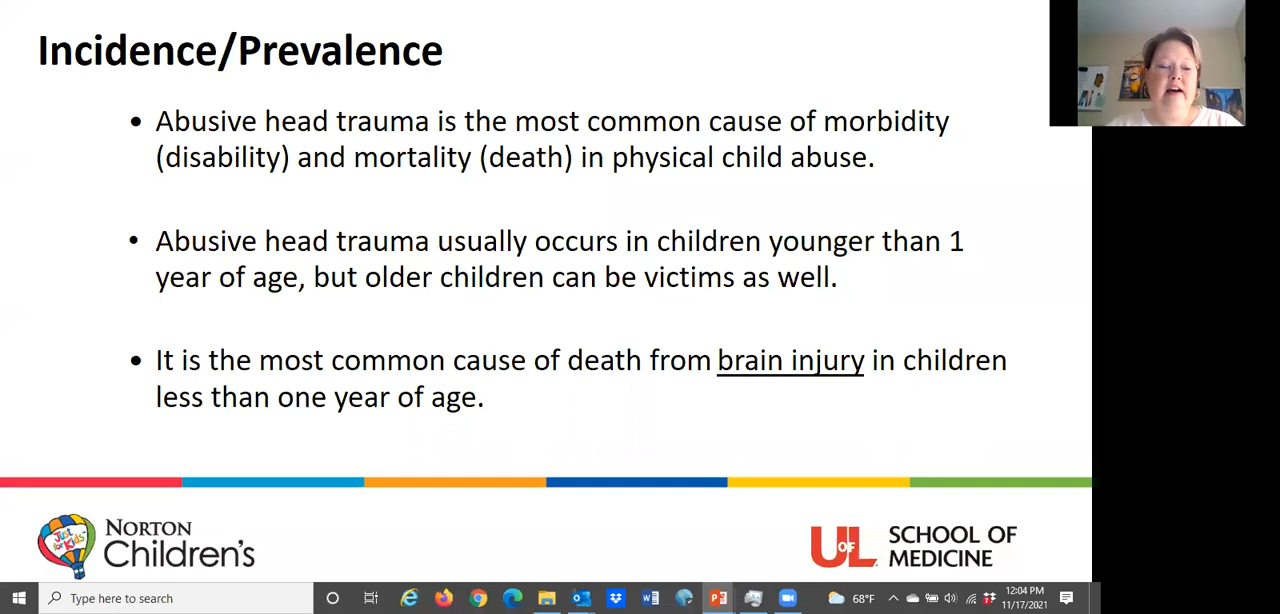 Incidence/Prevalence
• Abusive head trauma is the most common cause of morbidity
(disability) and mortality (death) in physical child abuse.
• Abusive head trauma usually occurs in children younger than 1
year of age, but older children can be victims as well.
• It is the most common cause of death from brain injury in children
less than one year of age.
Just for Kids
NORTON
Children's
UofL
SCHOOL OF
MEDICINE
Type here to search
68°F
12:04 PM
11/17/2021